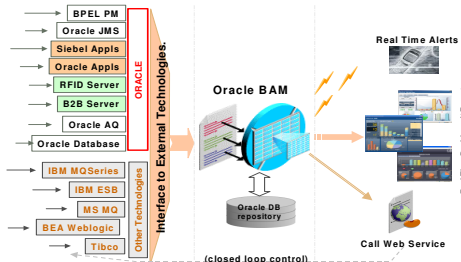 BPEL PM
Oracle JMS
Siebel Appls
Oracle Appls
RFID Server
B2B Server
Oracle AQ
Oracle Database
ORACLE
IBM MQSeries
IBM ESB
MS MQ
BEA Weblogic
Tibco
Other Technologies
Interface to External Technologies.
Oracle BAM
Oracle DB
repository
Real Time Alerts
Call Web Service
(closed loop control)